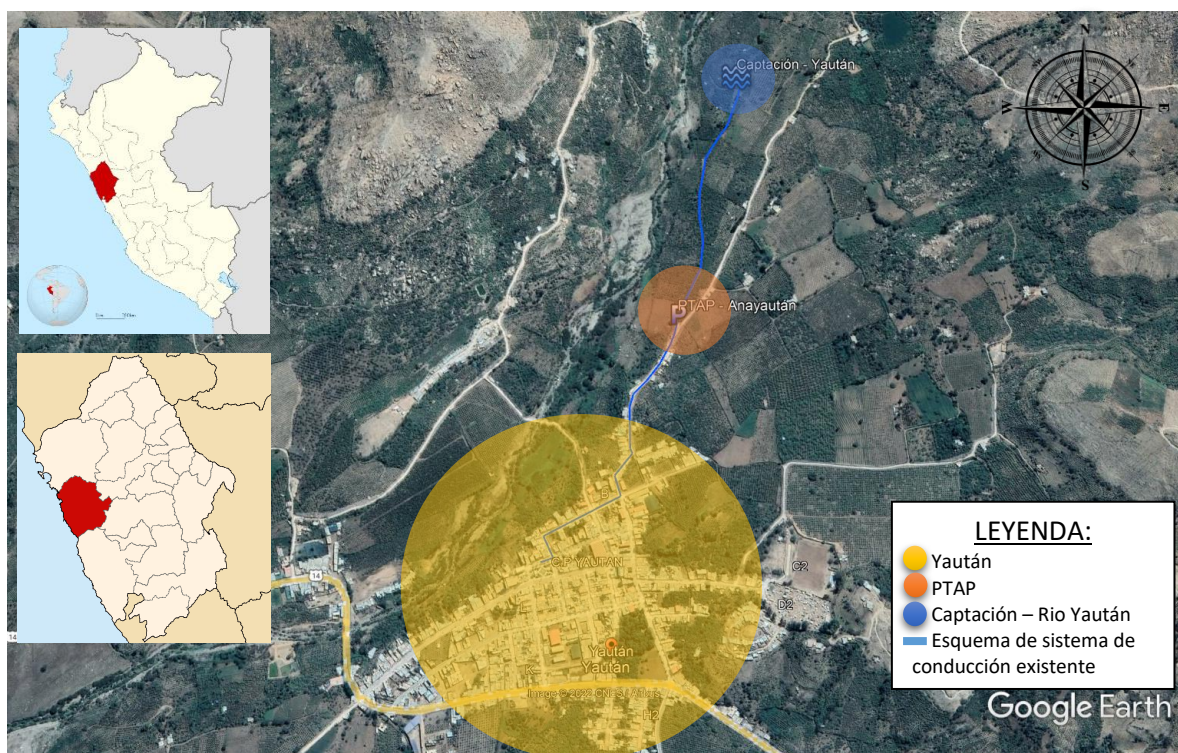 N
E
S
W
Captación - Yaután
PTAP - Anayaután
P
B
C.P YAUTAN
C2
D2
14
14
Yaután
Yaután
K
H2
LEYENDA:
Yaután
PTAP
Captación – Rio Yaután
Esquema de sistema de
conducción existente
Google Earth